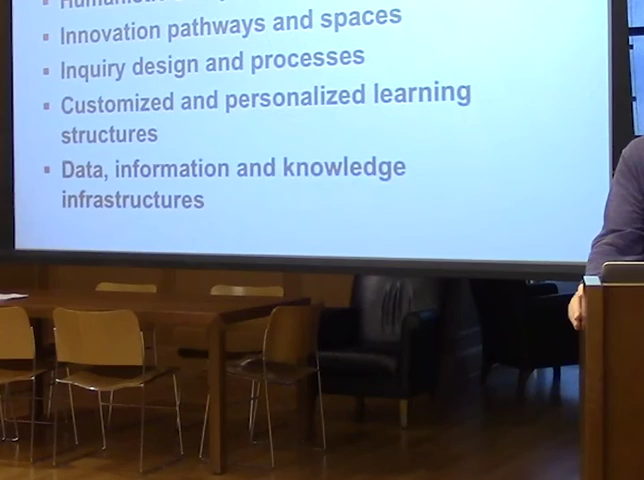 Innovation pathways and spaces
Inquiry design and processes
Customized and personalized learning
structures
Data, information and knowledge
infrastructures